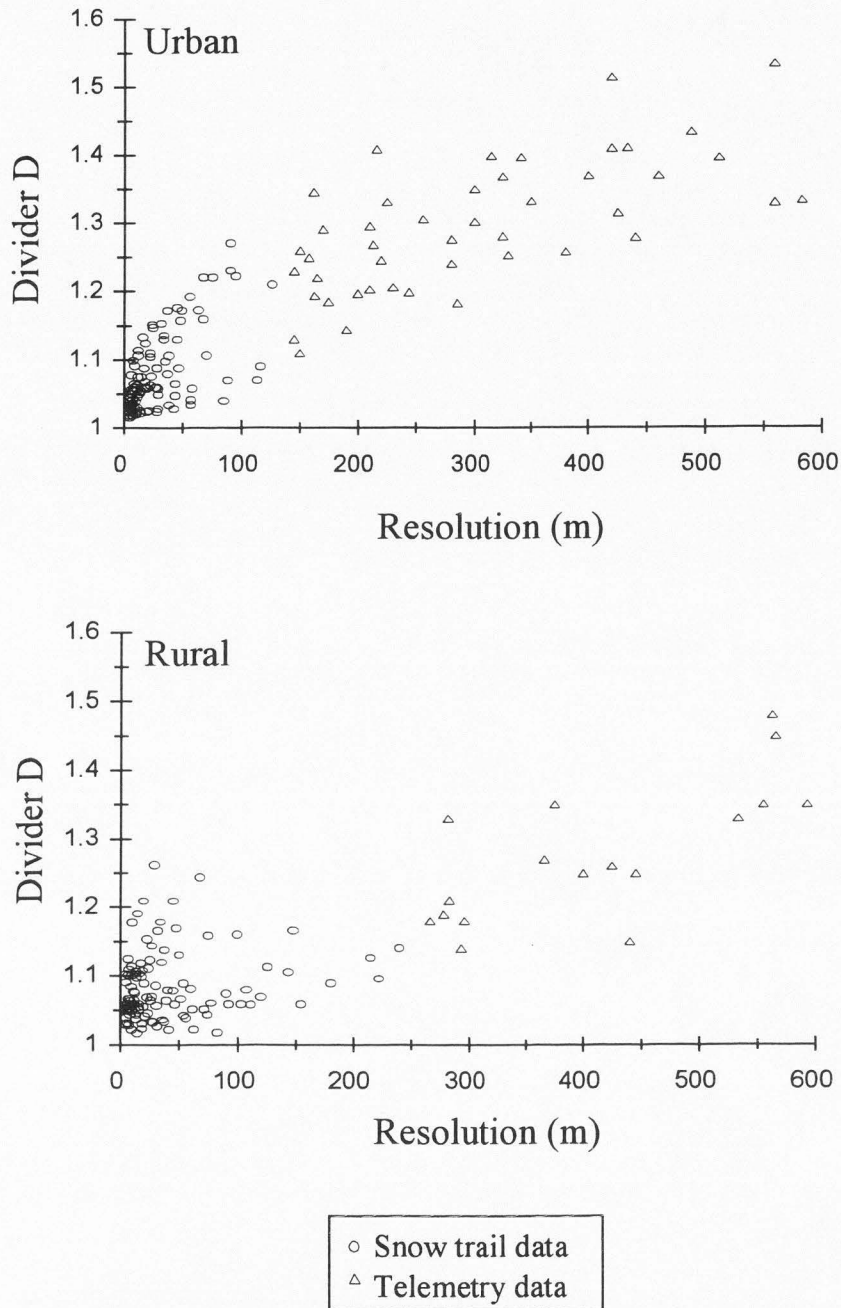 Urban
Divider D
1.6
1.5
1.4
1.3
1.2
1.1
1
0 100 200 300 400 500 600
Resolution (m)
Rural
Divider D
1.6
1.5
1.4
1.3
1.2
1.1
1
0 100 200 300 400 500 600
Resolution (m)
Snow trail data
Telemetry data